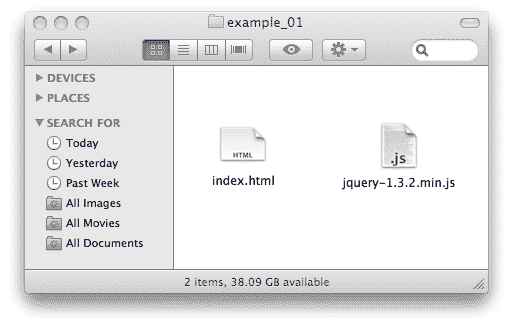 example_01
DEVICES
PLACES
SEARCH FOR
Today
Yesterday
Past Week
All Images
All Movies
All Documents
HTML
index.html
.js
jquery-1.3.2.min.js
2 items, 38.09 GB available